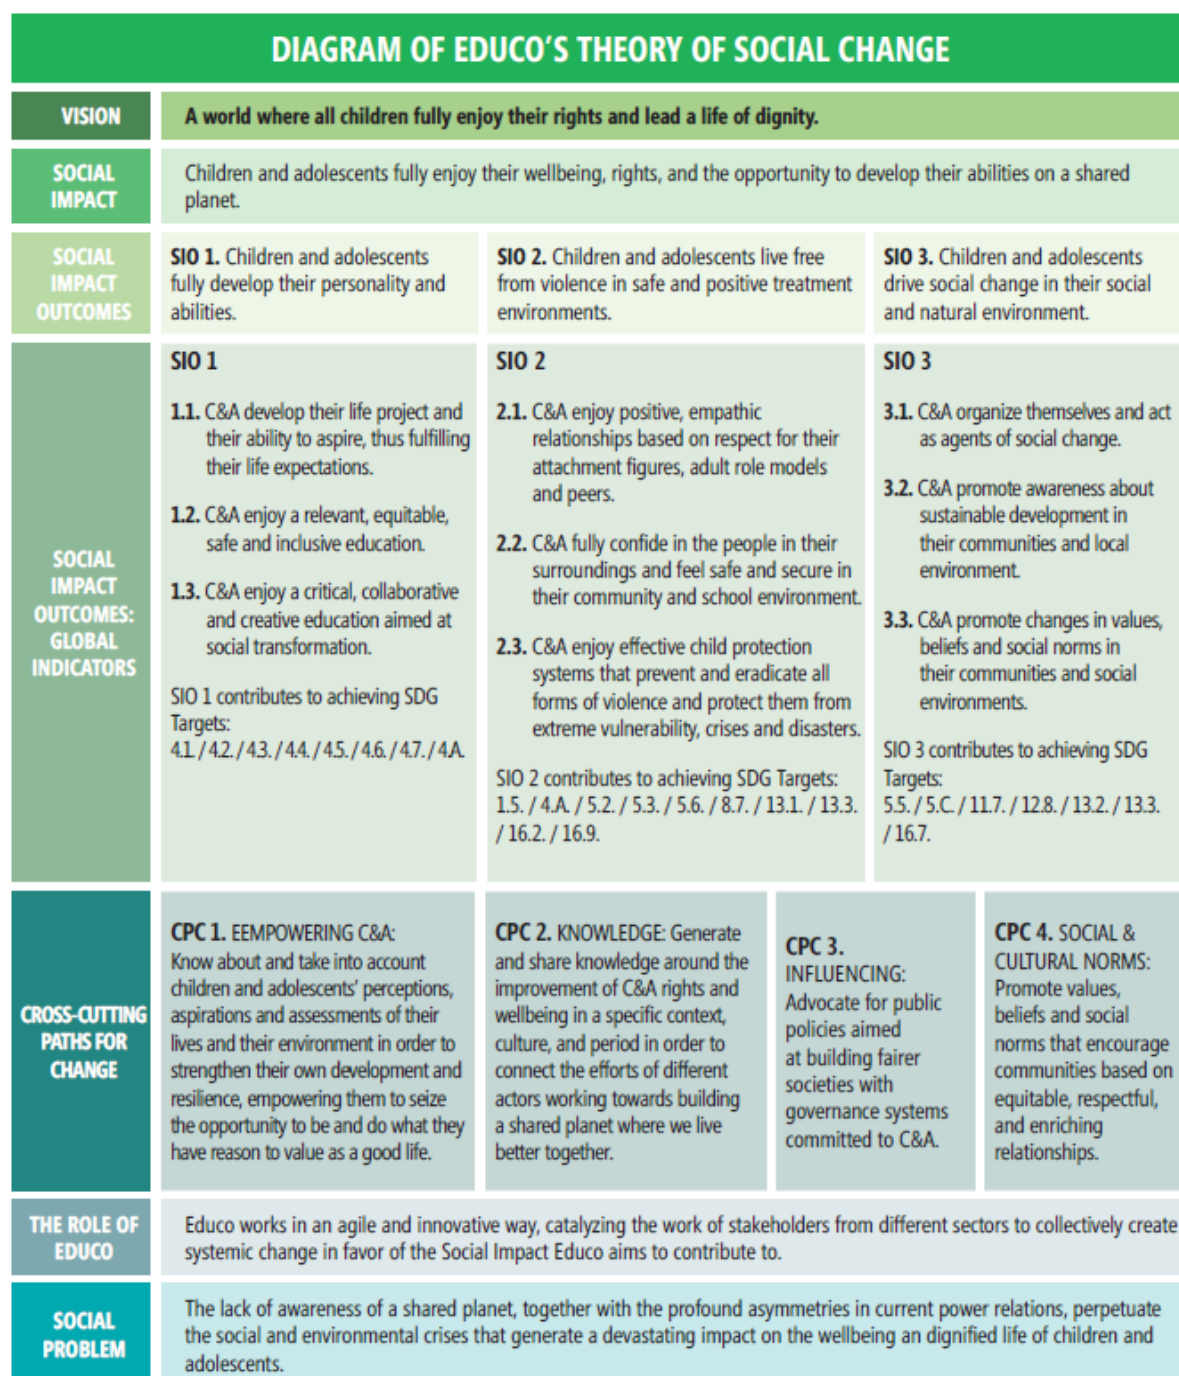 DIAGRAM OF EDUCO'S THEORY OF SOCIAL CHANGE
VISION
A world where all children fully enjoy their rights and lead a life of dignity.
SOCIAL
IMPACT
Children and adolescents fully enjoy their wellbeing, rights, and the opportunity to develop their abilities on a shared
planet.
SOCIAL
IMPACT
OUTCOMES
SIO 1. Children and adolescents
fully develop their personality and
abilities.
SIO 2. Children and adolescents live free
from violence in safe and positive treatment
environments.
SIO 3. Children and adolescents
drive social change in their social
and natural environment.
SOCIAL
IMPACT
OUTCOMES:
GLOBAL
INDICATORS
SIO 1
1.1. C&A develop their life project and
their ability to aspire, thus fulfilling
their life expectations.
1.2. C&A enjoy a relevant, equitable,
safe and inclusive education.
1.3. C&A enjoy a critical, collaborative
and creative education aimed at
social transformation.
SIO 1 contributes to achieving SDG
Targets:
4.1. / 4.2. / 4.3. / 4.4. / 4.5. / 4.6. / 4.7. / 4.A.
SIO 2
2.1. C&A enjoy positive, empathic
relationships based on respect for their
attachment figures, adult role models
and peers.
2.2. C&A fully confide in the people in their
surroundings and feel safe and secure in
their community and school environment.
2.3. C&A enjoy effective child protection
systems that prevent and eradicate all
forms of violence and protect them from
extreme vulnerability, crises and disasters.
SIO 2 contributes to achieving SDG Targets:
1.5. / 4.A. / 5.2. / 5.3. / 5.6. / 8.7. / 13.1. / 13.3.
/ 16.2. / 16.9.
SIO 3
3.1. C&A organize themselves and act
as agents of social change.
3.2. C&A promote awareness about
sustainable development in
their communities and local
environment.
3.3. C&A promote changes in values,
beliefs and social norms in
their communities and social
environments.
SIO 3 contributes to achieving SDG
Targets:
5.5. / 5.C. / 11.7. / 12.8. / 13.2. / 13.3.
/ 16.7.
CROSS-CUTTING
PATHS FOR
CHANGE
CPC 1. EEMPOWERING C&A:
Know about and take into account
children and adolescents' perceptions,
aspirations and assessments of their
lives and their environment in order to
strengthen their own development and
resilience, empowering them to seize
the opportunity to be and do what they
have reason to value as a good life.
CPC 2. KNOWLEDGE: Generate
and share knowledge around the
improvement of C&A rights and
wellbeing in a specific context,
culture, and period in order to
connect the efforts of different
actors working towards building
a shared planet where we live
better together.
CPC 3.
INFLUENCING:
Advocate for public
policies aimed
at building fairer
societies with
governance systems
committed to C&A.
CPC 4. SOCIAL &
CULTURAL NORMS:
Promote values,
beliefs and social
norms that encourage
communities based on
equitable, respectful,
and enriching
relationships.
THE ROLE OF
EDUCO
Educo works in an agile and innovative way, catalyzing the work of stakeholders from different sectors to collectively create
systemic change in favor of the Social Impact Educo aims to contribute to.
SOCIAL
PROBLEM
The lack of awareness of a shared planet, together with the profound asymmetries in current power relations, perpetuate
the social and environmental crises that generate a devastating impact on the wellbeing an dignified life of children and
adolescents.